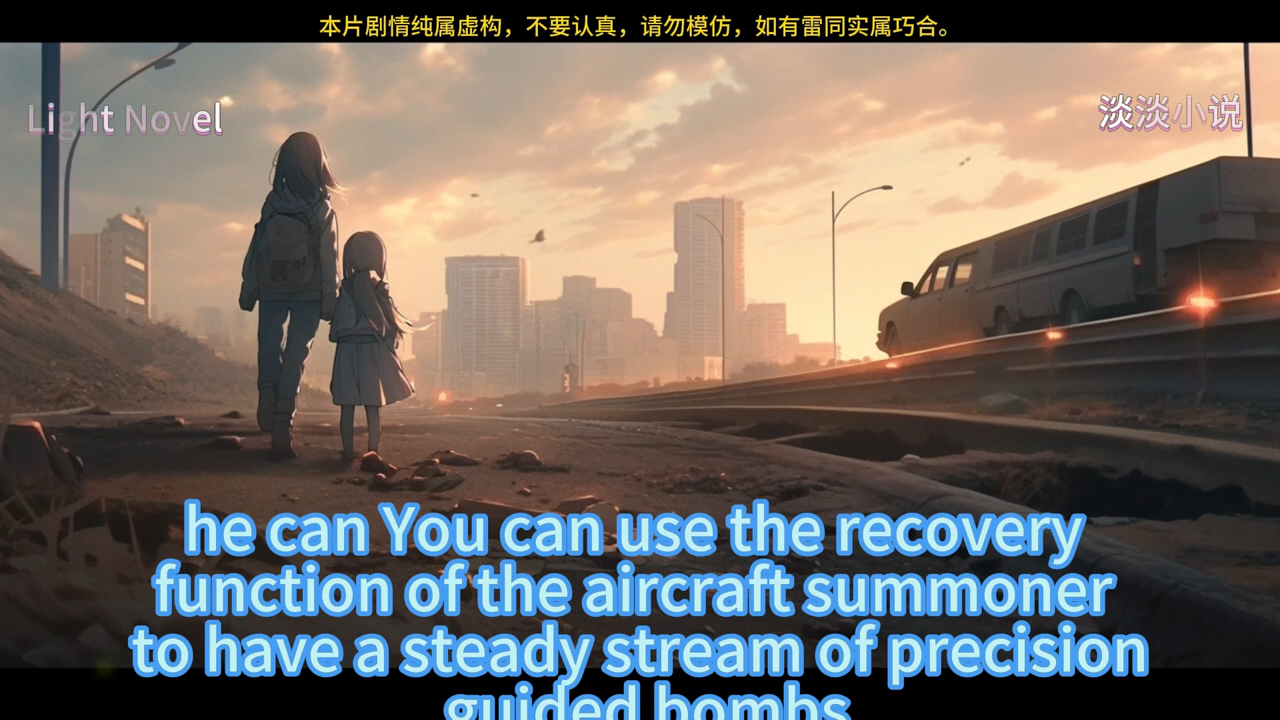 本片剧情纯属虚构，不要认真，请勿模仿，如有雷同实属巧合。
Light Novel
淡淡小说
he can You can use the recovery
function of the aircraft summoner
to have a steady stream of precision
guided bombs